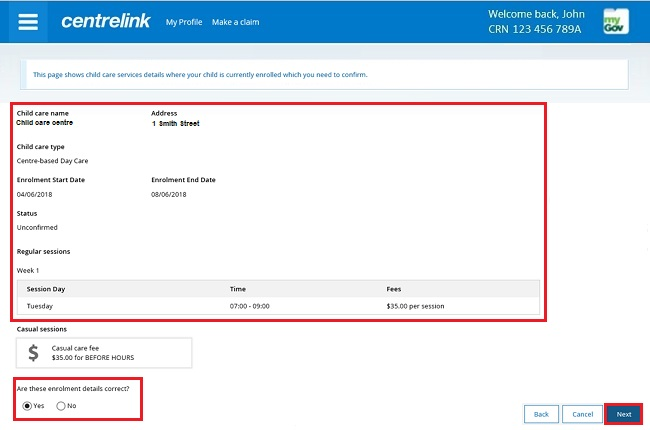 centrelink My Profile Make a claim Welcome back, John
CRN 123 456 789A
my
Gov
This page shows child care services details where your child is currently enrolled which you need to confirm.
Child care name Address
Child care centre 1 Smith Street
Child care type
Centre-based Day Care
Enrolment Start Date Enrolment End Date
04/06/2018 08/06/2018
Status
Unconfirmed
Regular sessions
Week 1
Session Day Time Fees
Tuesday 07:00 - 09:00 $35.00 per session
Casual sessions
$ Casual care fee
$35.00 for BEFORE HOURS
Are these enrolment details correct?
Yes No
Back Cancel Next